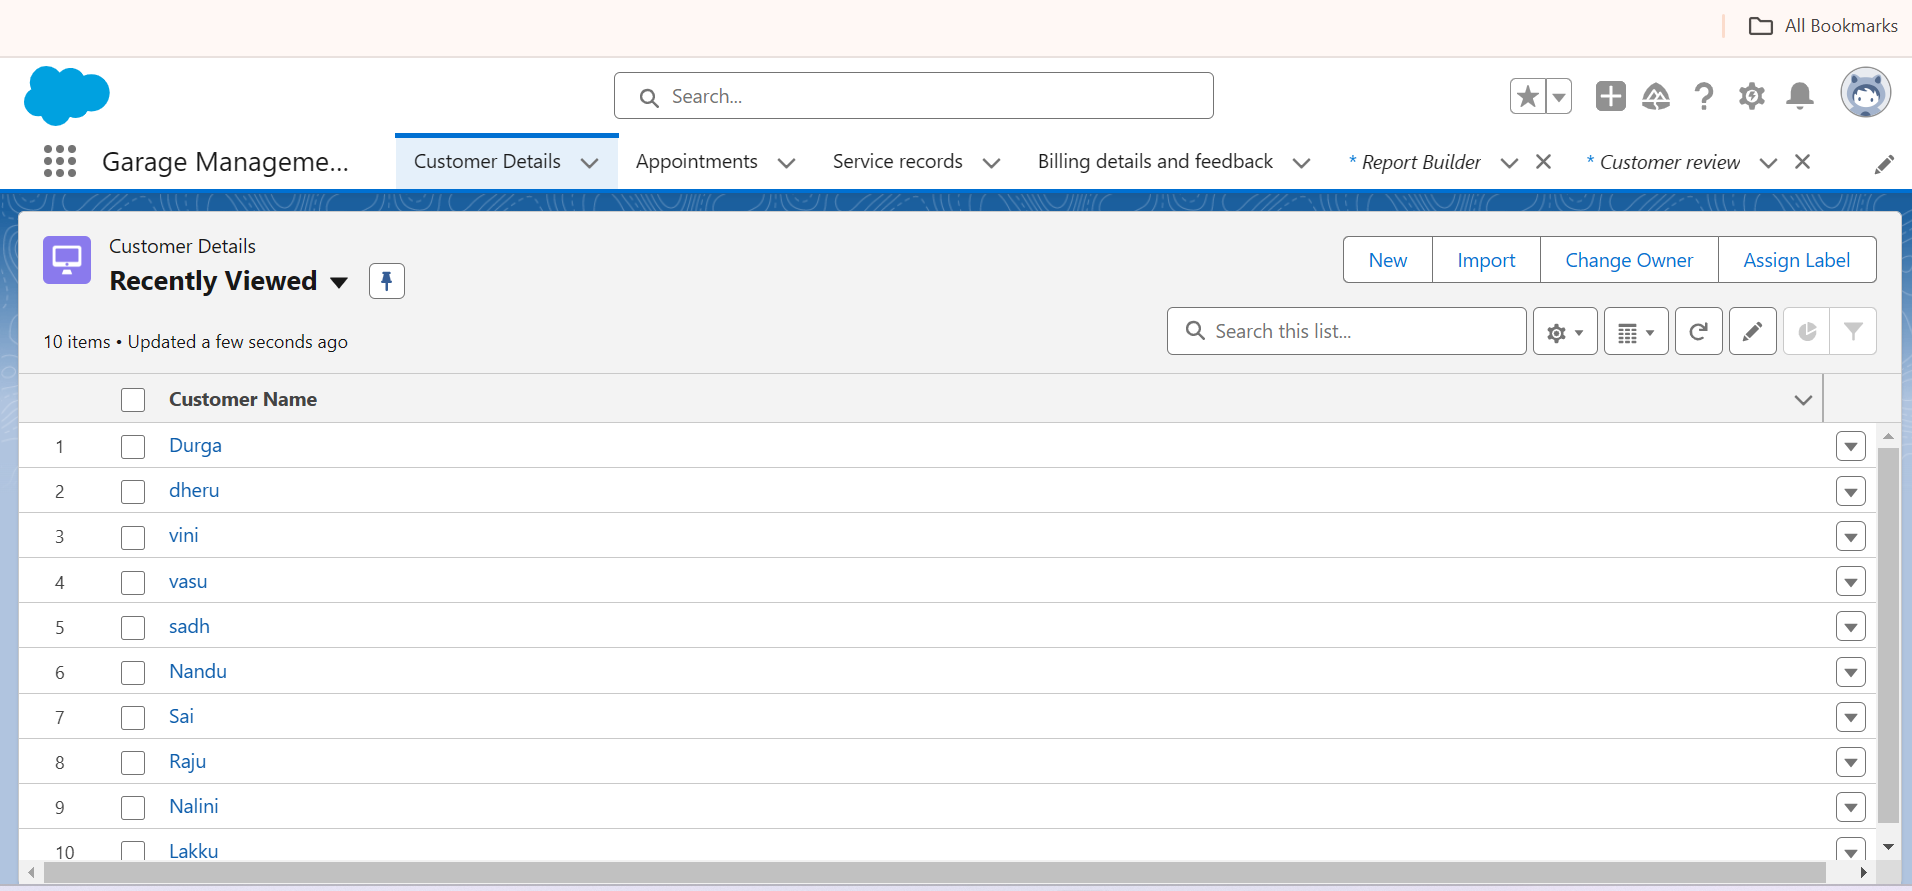 All Bookmarks
Search...
Garage Manageme...
Customer Details
Appointments
Service records
Billing details and feedback
* Report Builder
* Customer review
Customer Details
Recently Viewed
New
Import
Change Owner
Assign Label
10 items • Updated a few seconds ago
Search this list...
Customer Name
1 Durga
2 dheru
3 vini
4 vasu
5 sadh
6 Nandu
7 Sai
8 Raju
9 Nalini
10 Lakku